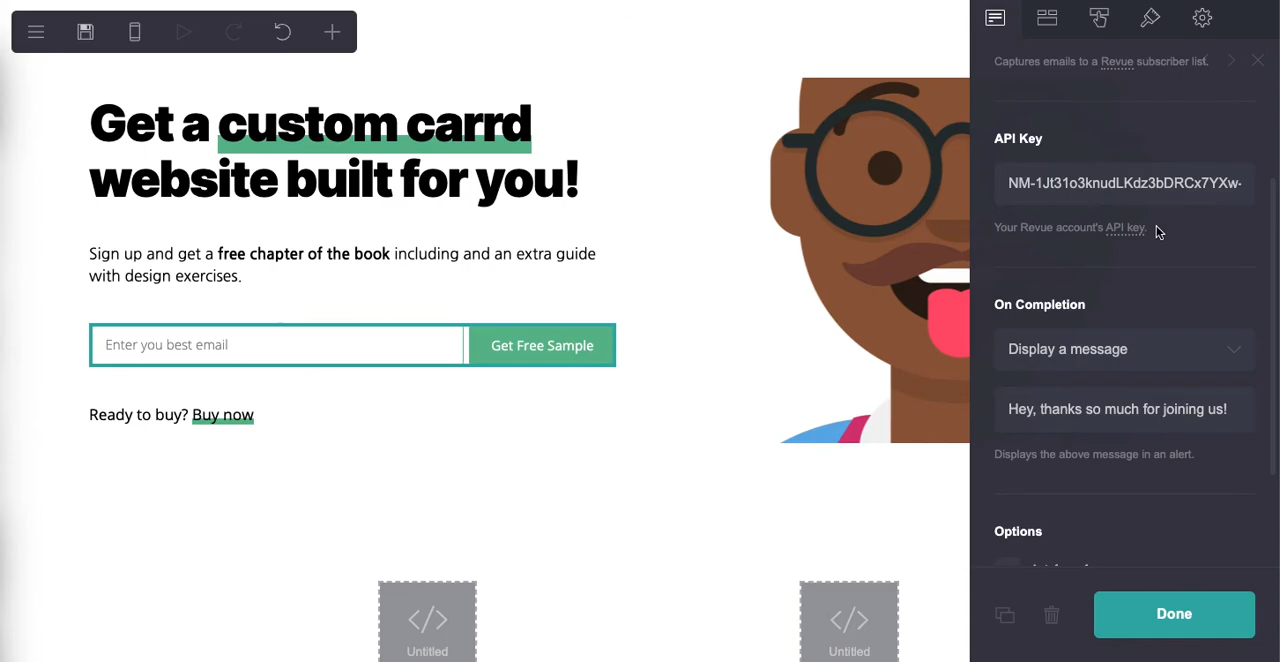 Get a custom carrd
website built for you!
Sign up and get a free chapter of the book including and an extra guide
with design exercises.
Enter you best email
Get Free Sample
Ready to buy? Buy now
Untitled
Untitled
Captures emails to a Revue subscriber list.
API Key
NM-1Jt31o3knudLKdz3bDRCx7YXw-
Your Revue account's API key.
On Completion
Display a message
Hey, thanks so much for joining us!
Displays the above message in an alert.
Options
Done